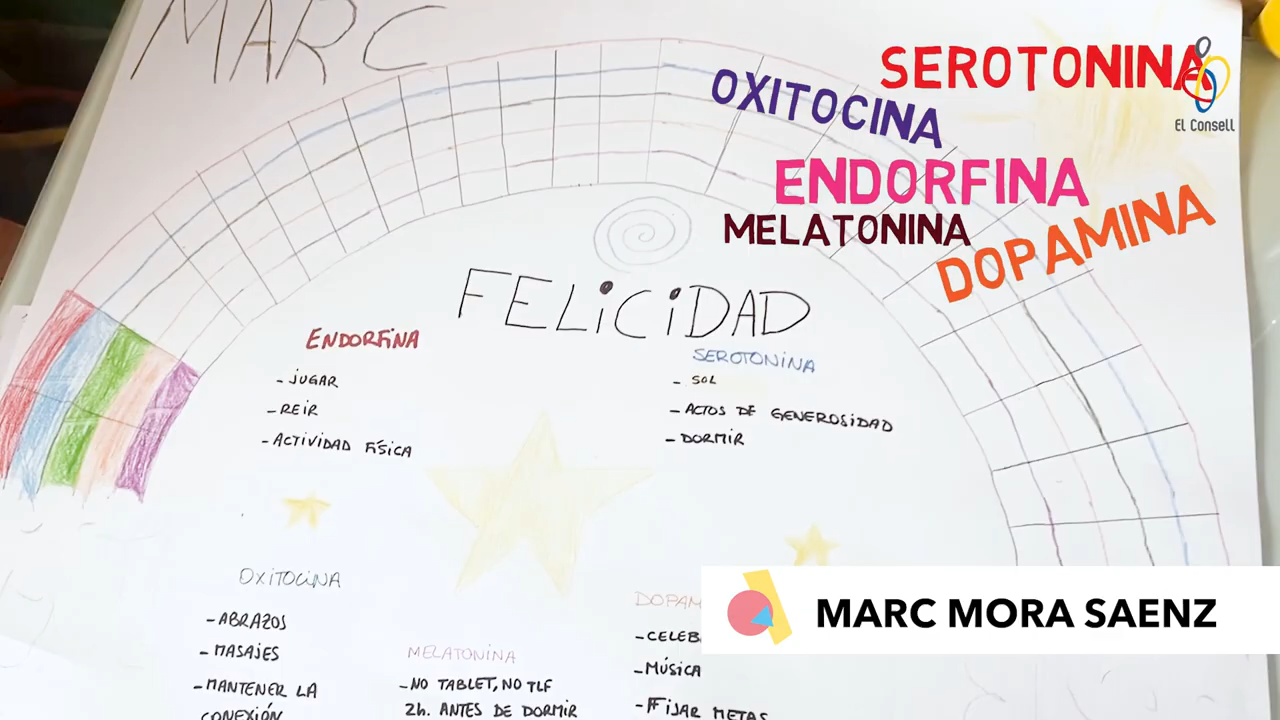 MARC
SEROTONINA
OXITOCINA
El Consell
ENDORFINA
MELATONINA
DOPAMINA
FELiCiDAD
ENDORFiNA
- JUGAR
- REÍR
- ACTIVIDAD FÍSICA
SEROTONiNA
- SOL
- ACTOS DE GENEROSIDAD
- DORMIR
OXiTOCiNA
- ABRAZOS
- MASAJES
- MANTENER LA
CONEXIÓN
MELATONINA
- NO TABLET, NO TLF
2h. ANTES DE DORMIR
- MÚSICA
- FIJAR METAS
MARC MORA SAENZ